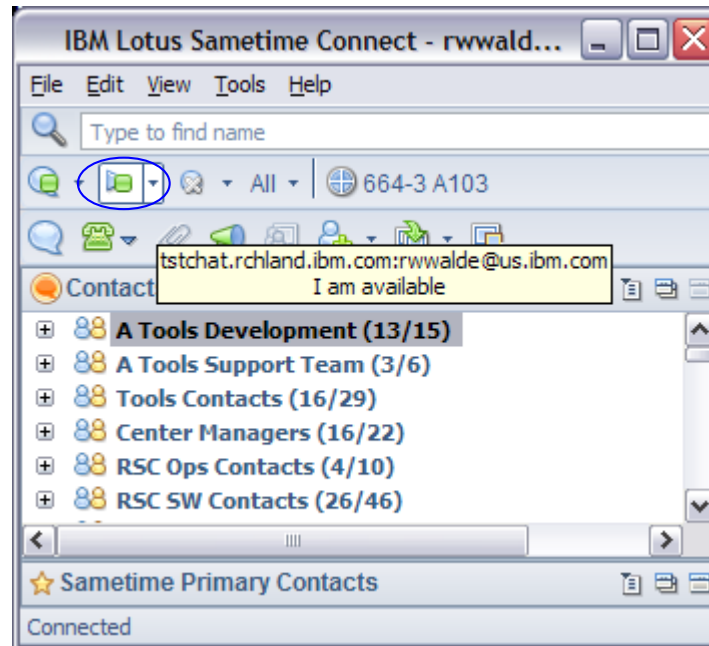 IBM Lotus Sametime Connect - rwwald...
File Edit View Tools Help
Type to find name
All 664-3 A103
tstchat.rchland.ibm.com:rwwalde@us.ibm.com
I am available
Contact
A Tools Development (13/15)
A Tools Support Team (3/6)
Tools Contacts (16/29)
Center Managers (16/22)
RSC Ops Contacts (4/10)
RSC SW Contacts (26/46)
Sametime Primary Contacts
Connected